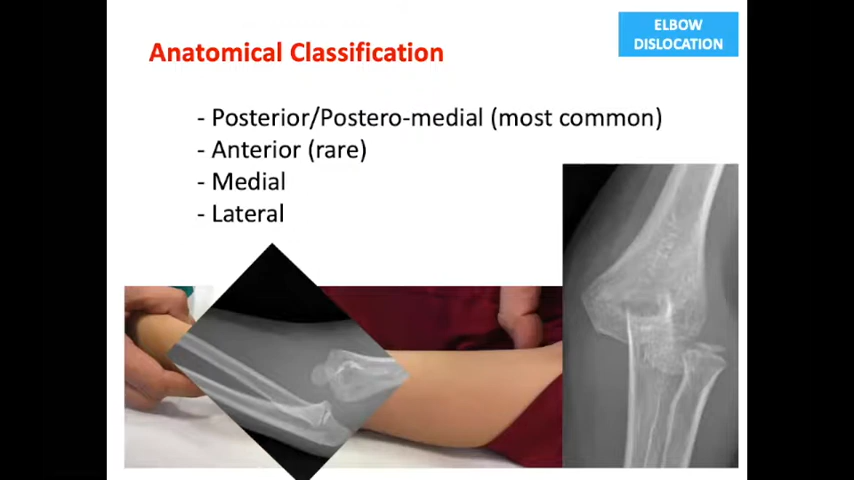 ELBOW
DISLOCATION
Anatomical Classification
- Posterior/Postero-medial (most common)
- Anterior (rare)
- Medial
- Lateral